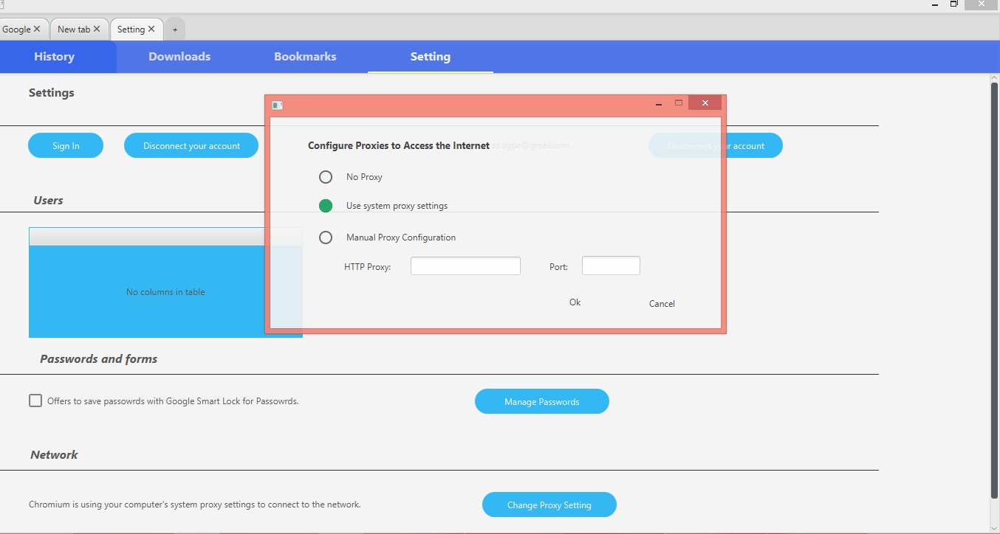 Google ✕ New tab ✕ Setting ✕ +
History Downloads Bookmarks Setting
Settings
Sign In Disconnect your account as sgpe@gmail.com Disconnect your account
Configure Proxies to Access the Internet
No Proxy
Users
Use system proxy settings
Manual Proxy Configuration
HTTP Proxy: Port:
No columns in table
Ok Cancel
Passwords and forms
Offers to save passowrds with Google Smart Lock for Passowrds. Manage Passwords
Network
Chromium is using your computer's system proxy settings to connect to the network. Change Proxy Setting